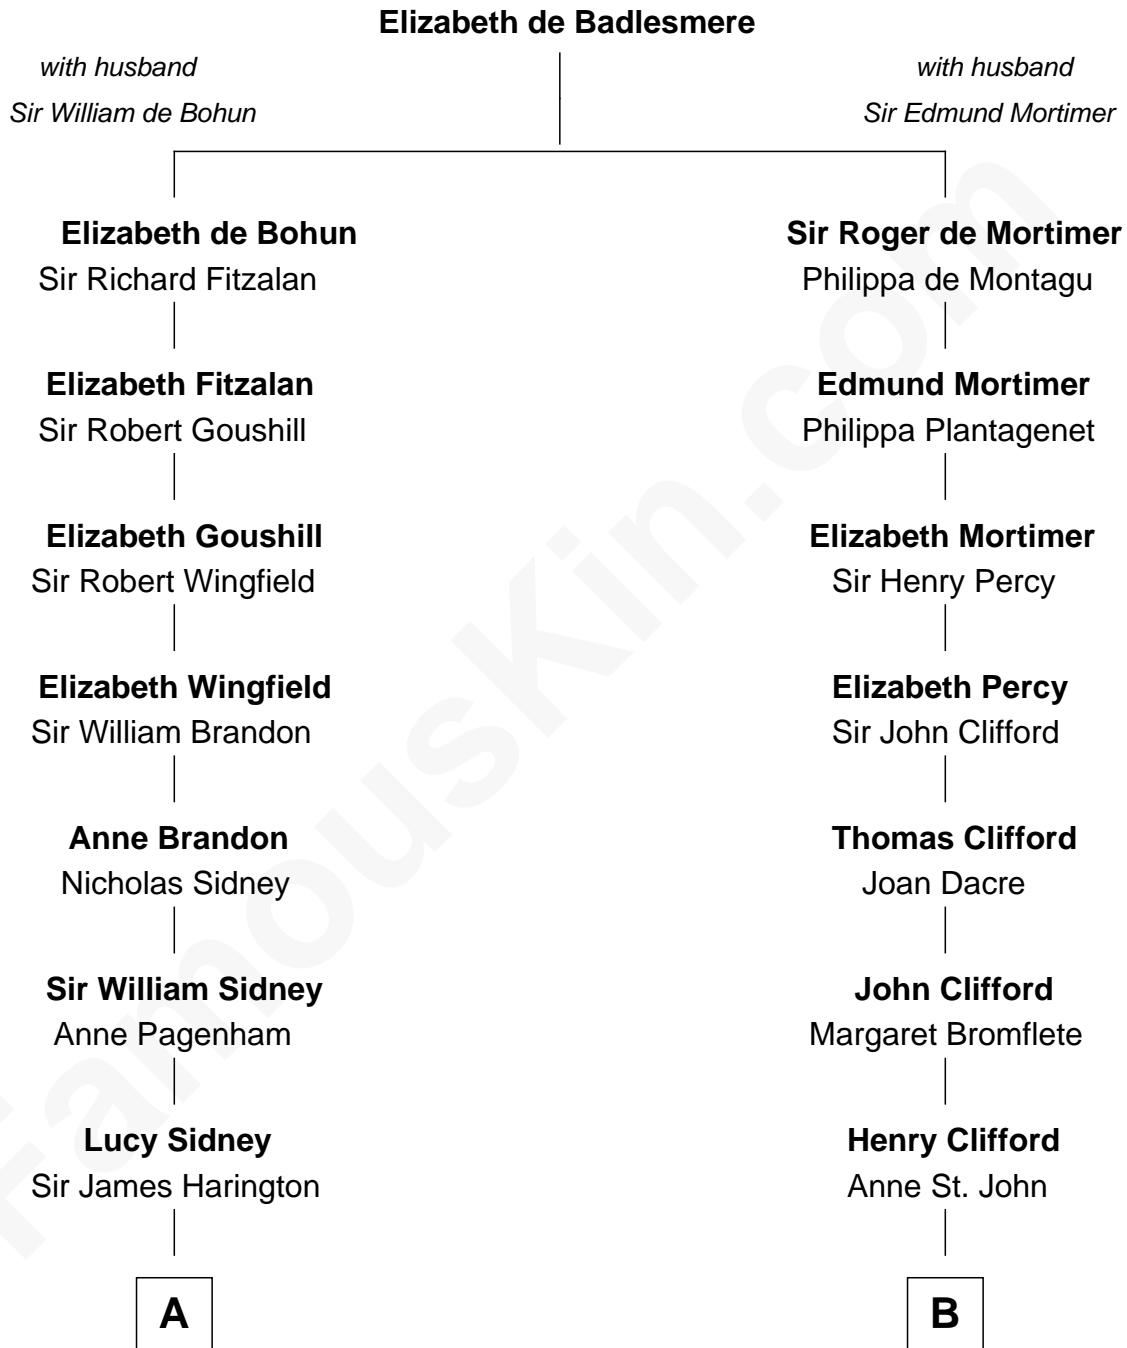 Elizabeth de Badlesmere
with husband
Sir William de Bohun
with husband
Sir Edmund Mortimer
Elizabeth de Bohun
Sir Richard Fitzalan
Sir Roger de Mortimer
Philippa de Montagu
Elizabeth Fitzalan
Sir Robert Goushill
Edmund Mortimer
Philippa Plantagenet
Elizabeth Goushill
Sir Robert Wingfield
Elizabeth Mortimer
Sir Henry Percy
Elizabeth Wingfield
Sir William Brandon
Elizabeth Percy
Sir John Clifford
Anne Brandon
Nicholas Sidney
Thomas Clifford
Joan Dacre
Sir William Sidney
Anne Pagenham
John Clifford
Margaret Bromflete
Lucy Sidney
Sir James Harington
Henry Clifford
Anne St. John
A
B
FamousKin.com